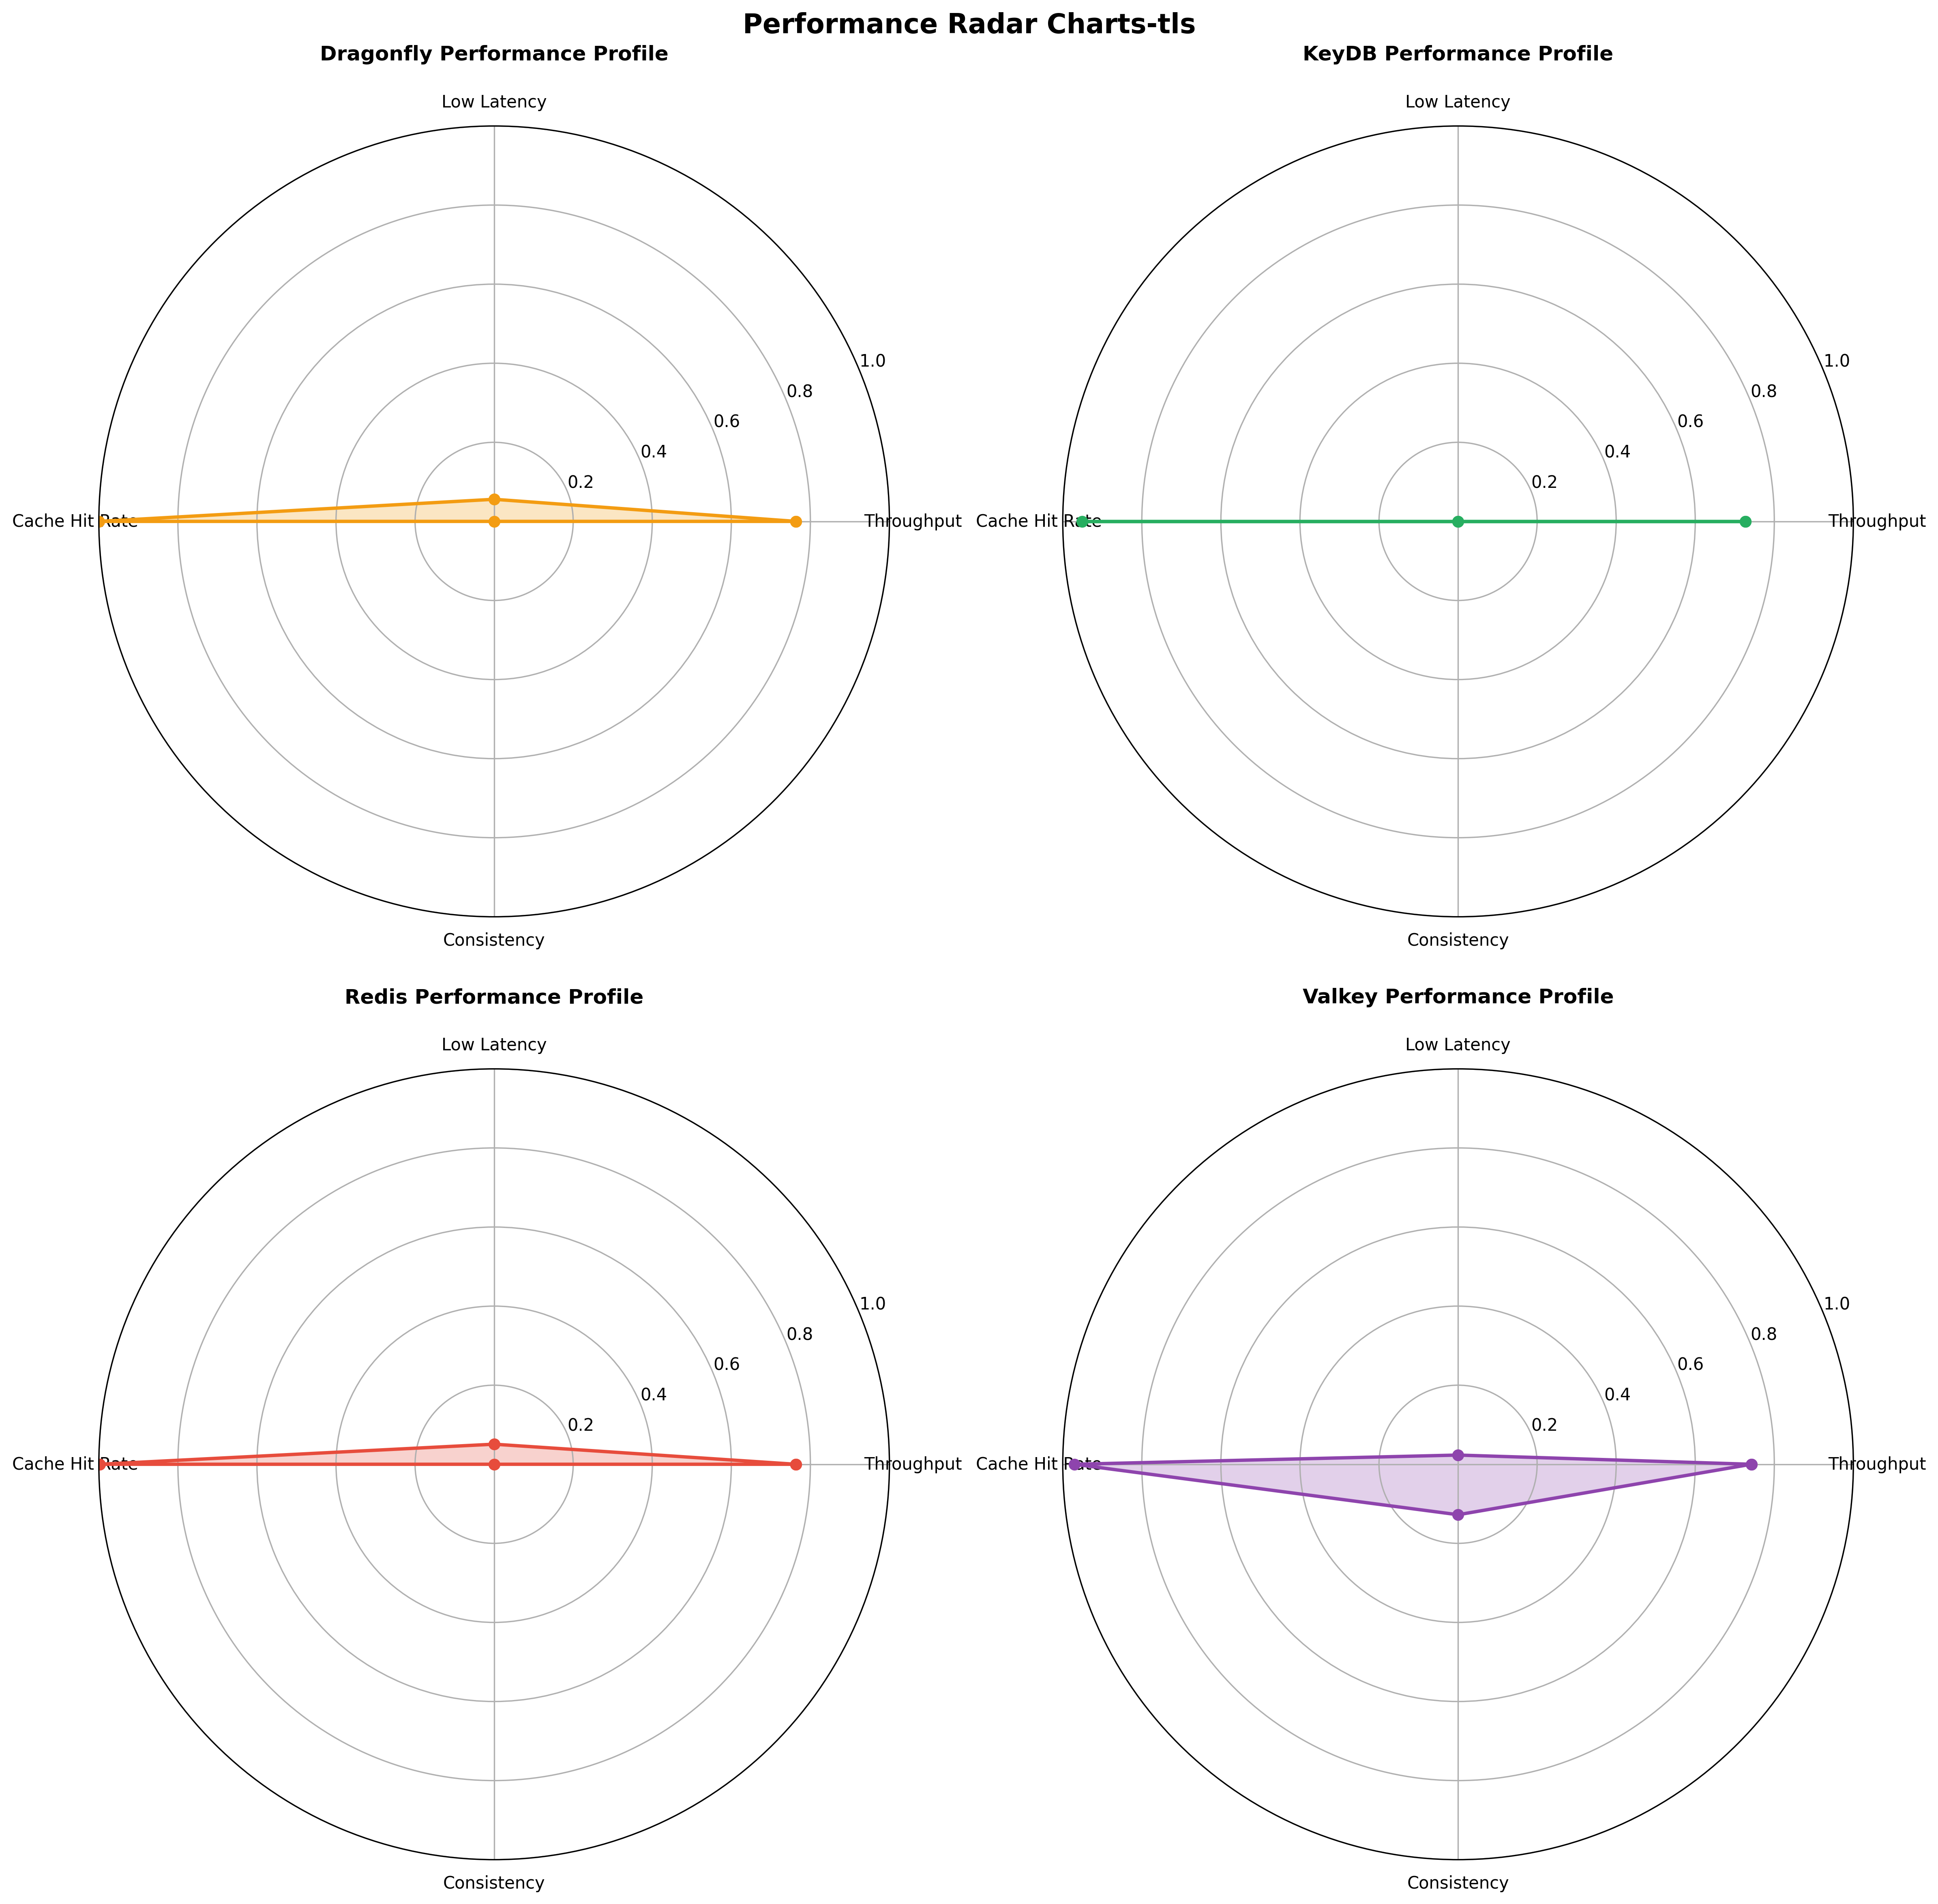 Performance Radar Charts-tls
Dragonfly Performance Profile
Low Latency
1.0
0.8
0.6
0.4
0.2
Cache Hit Rate
Throughput
Consistency
KeyDB Performance Profile
Low Latency
1.0
0.8
0.6
0.4
0.2
Cache Hit Rate
Throughput
Consistency
Redis Performance Profile
Low Latency
1.0
0.8
0.6
0.4
0.2
Cache Hit Rate
Throughput
Consistency
Valkey Performance Profile
Low Latency
1.0
0.8
0.6
0.4
0.2
Cache Hit Rate
Throughput
Consistency